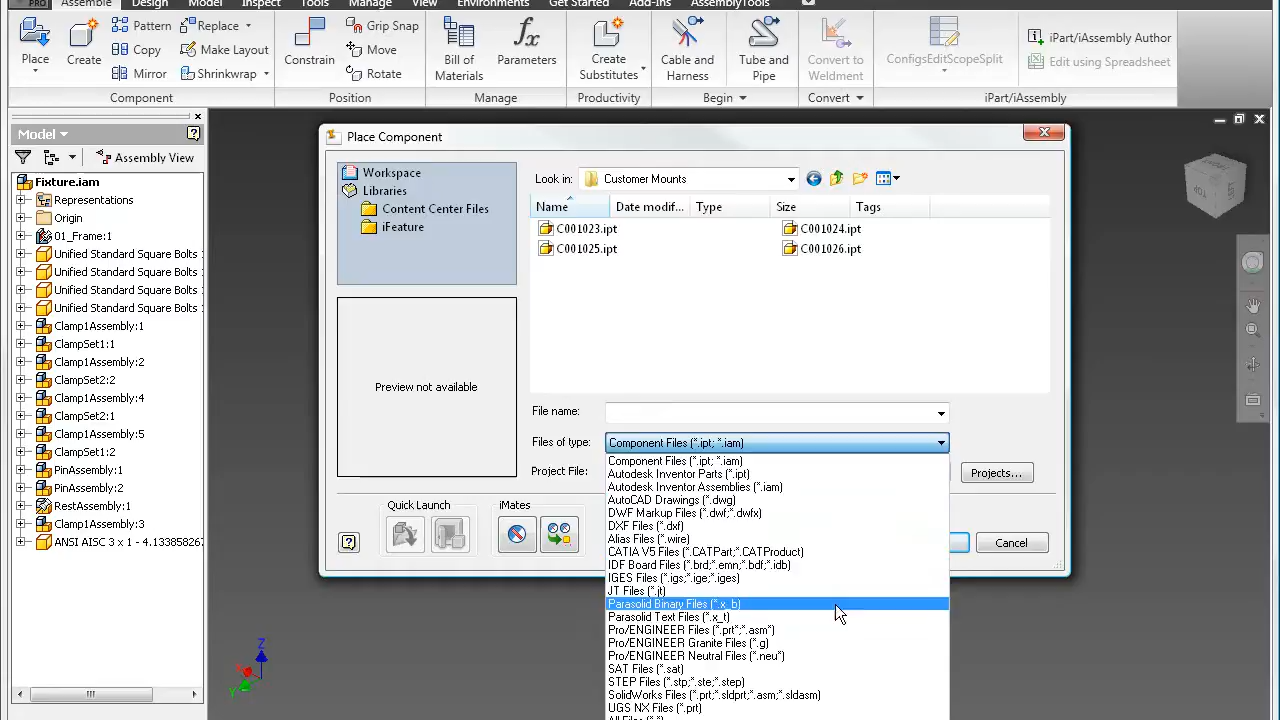 PRO Assemble Design Model Inspect Tools Manage View Environments Get Started Add-Ins AssemblyTools
Place
Create
Pattern
Copy
Mirror
Replace
Make Layout
Shrinkwrap
Component
Constrain
Grip Snap
Move
Rotate
Position
Bill of
Materials
Parameters
Manage
Create
Substitutes
Productivity
Cable and
Harness
Tube and
Pipe
Begin
Convert to
Weldment
Convert
ConfigsEditScopeSplit
iPart/iAssembly Author
Edit using Spreadsheet
iPart/iAssembly
Model
Assembly View
Fixture.iam
Representations
Origin
01_Frame:1
Unified Standard Square Bolts
Unified Standard Square Bolts
Unified Standard Square Bolts
Unified Standard Square Bolts
Clamp1Assembly:1
ClampSet1:1
Clamp1Assembly:2
ClampSet2:2
Clamp1Assembly:4
ClampSet2:1
Clamp1Assembly:5
ClampSet1:2
PinAssembly:1
PinAssembly:2
RestAssembly:1
Clamp1Assembly:3
ANSI AISC 3 x 1 - 4.13385826
Place Component
Workspace
Libraries
Content Center Files
iFeature
Preview not available
Look in: Customer Mounts
Name Date modif... Type Size Tags
C001023.ipt C001024.ipt
C001025.ipt C001026.ipt
File name:
Files of type: Component Files (*.ipt; *.iam)
Project File: Projects...
Component Files (*.ipt; *.iam)
Autodesk Inventor Parts (*.ipt)
Autodesk Inventor Assemblies (*.iam)
AutoCAD Drawings (*.dwg)
DWF Markup Files (*.dwf;*.dwfx)
DXF Files (*.dxf)
Alias Files (*.wire)
CATIA V5 Files (*.CATPart;*.CATProduct)
IDF Board Files (*.brd,*.emn;*.bdf;*.idb)
IGES Files (*.igs;*.ige;*.iges)
JT Files (*.jt)
Parasolid Binary Files (*.x_b)
Parasolid Text Files (*.x_t)
Pro/ENGINEER Files (*.prt*;*.asm*)
Pro/ENGINEER Granite Files (*.g)
Pro/ENGINEER Neutral Files (*.neu*)
SAT Files (*.sat)
STEP Files (*.stp;*.ste;*.step)
SolidWorks Files (*.prt;*.sldprt;*.asm;*.sldasm)
UGS NX Files (*.prt)
All Files (*.*)
Quick Launch
iMates
Cancel
TOP
Z
Y